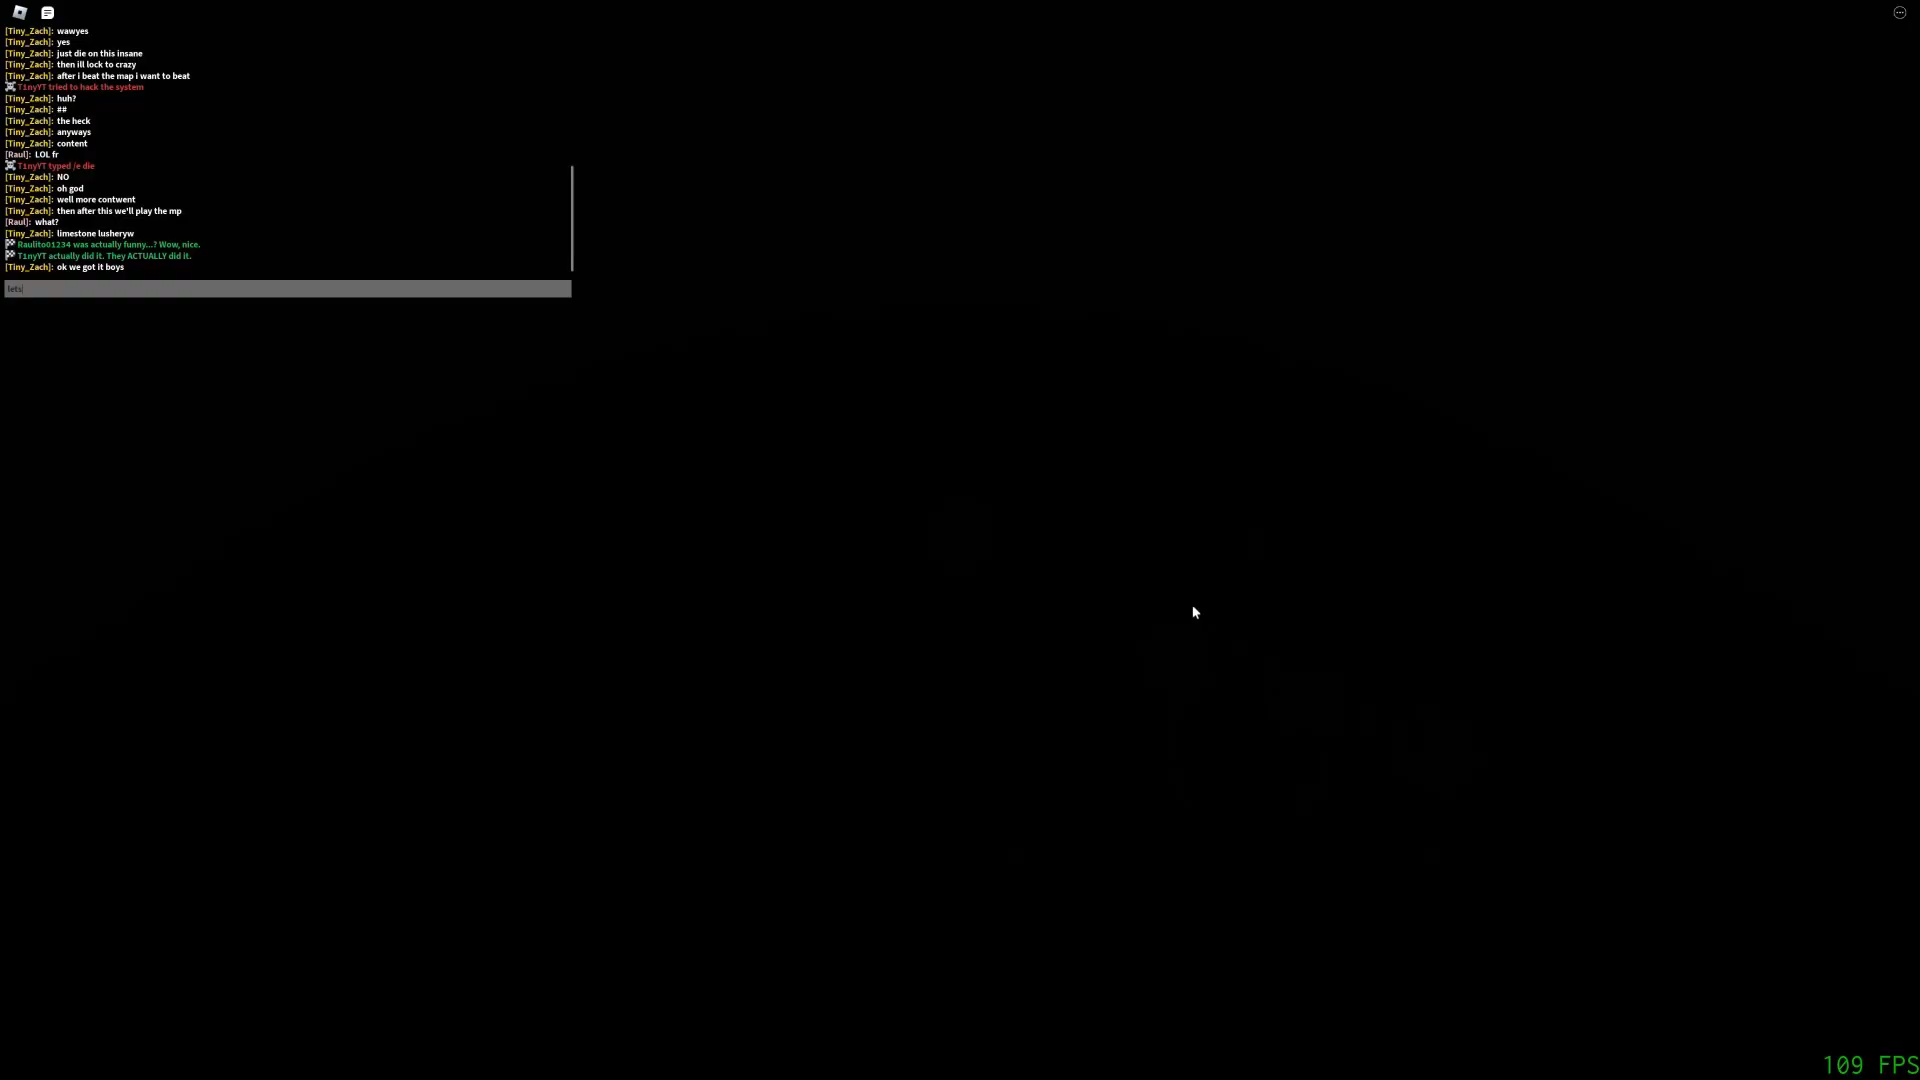 [Tiny_Zach]: wawyes
[Tiny_Zach]: yes
[Tiny_Zach]: just die on this insane
[Tiny_Zach]: then ill lock to crazy
[Tiny_Zach]: after i beat the map i want to beat
T1nyYT tried to hack the system
[Tiny_Zach]: huh?
[Tiny_Zach]: ##
[Tiny_Zach]: the heck
[Tiny_Zach]: anyways
[Tiny_Zach]: content
[Raul]: LOL fr
T1nyYT typed /e die
[Tiny_Zach]: NO
[Tiny_Zach]: oh god
[Tiny_Zach]: well more contwent
[Tiny_Zach]: then after this we'll play the mp
[Raul]: what?
[Tiny_Zach]: limestone lusheryw
Raulito01234 was actually funny...? Wow, nice.
T1nyYT actually did it. They ACTUALLY did it.
[Tiny_Zach]: ok we got it boys
lets
109 FPS